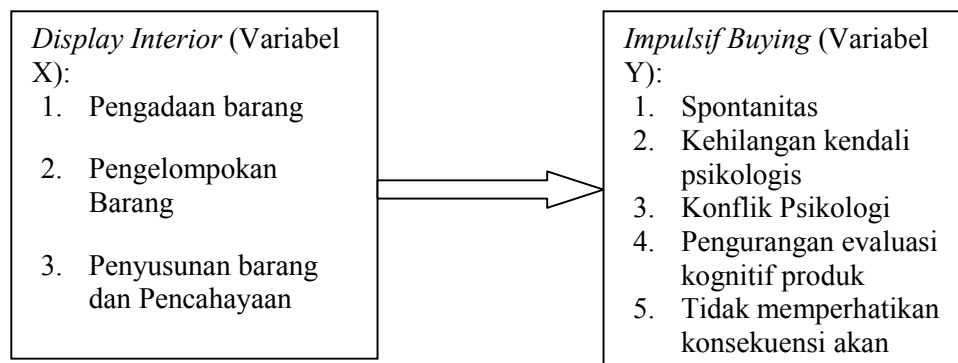 Display Interior (Variabel
X):
1. Pengadaan barang
2. Pengelompokan
Barang
3. Penyusunan barang
dan Pencahayaan
Impulsif Buying (Variabel
Y):
1. Spontanitas
2. Kehilangan kendali
psikologis
3. Konflik Psikologi
4. Pengurangan evaluasi
kognitif produk
5. Tidak memperhatikan
konsekuensi akan